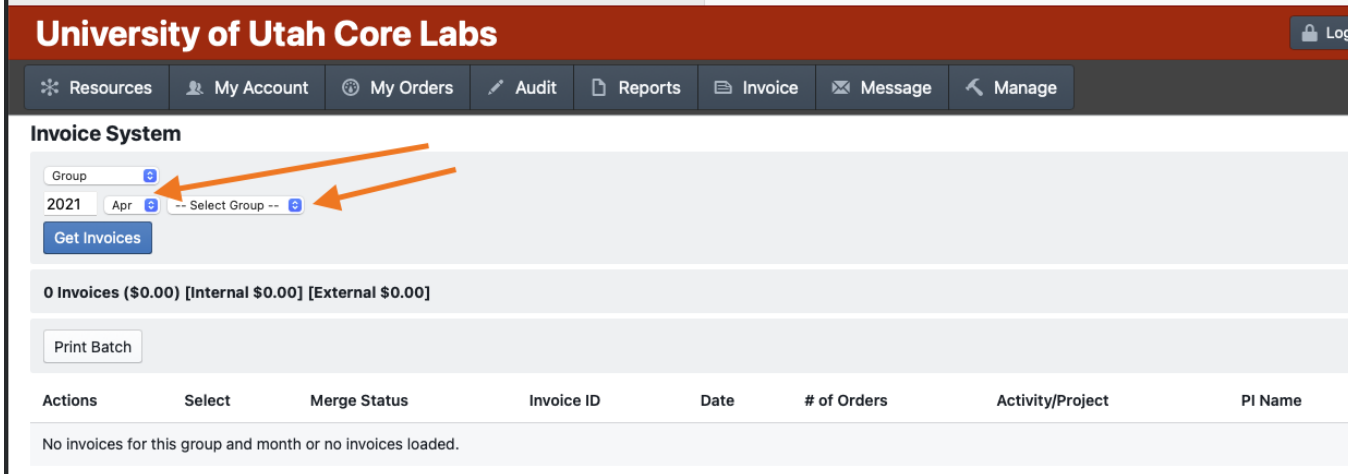 University of Utah Core Labs
Log
Resources My Account My Orders Audit Reports Invoice Message Manage
Invoice System
Group
2021 Apr -- Select Group --
Get Invoices
0 Invoices ($0.00) [Internal $0.00] [External $0.00]
Print Batch
Actions Select Merge Status Invoice ID Date # of Orders Activity/Project PI Name
No invoices for this group and month or no invoices loaded.